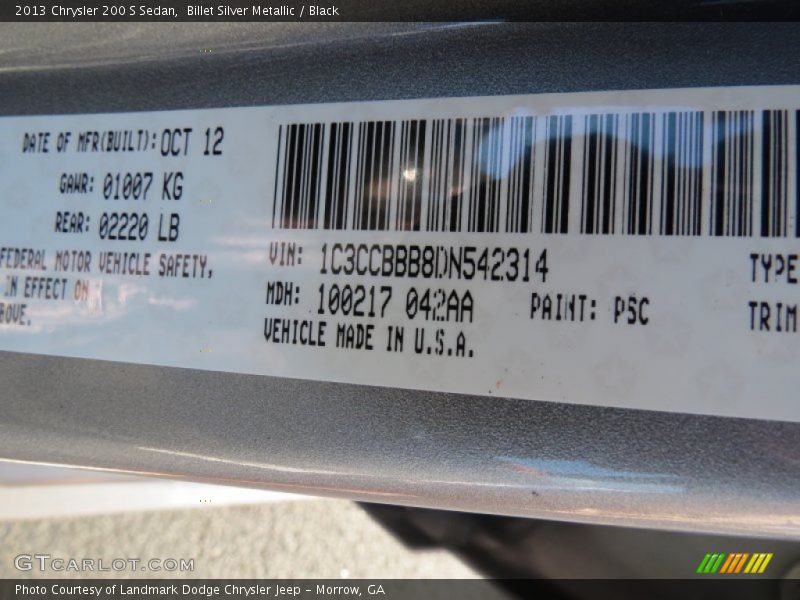 2013 Chrysler 200 S Sedan, Billet Silver Metallic / Black
DATE OF MFR(BUILT): OCT 12
GAWR: 01007 KG
REAR: 02220 LB
FEDERAL MOTOR VEHICLE SAFETY,
IN EFFECT ON
ROVE.
VIN: 1C3CCBBB8DN542314
MDH: 100217 042AA
PAINT: PSC
VEHICLE MADE IN U.S.A.
TYPE
TRIM
GTCARLOT.COM
Photo Courtesy of Landmark Dodge Chrysler Jeep - Morrow, GA